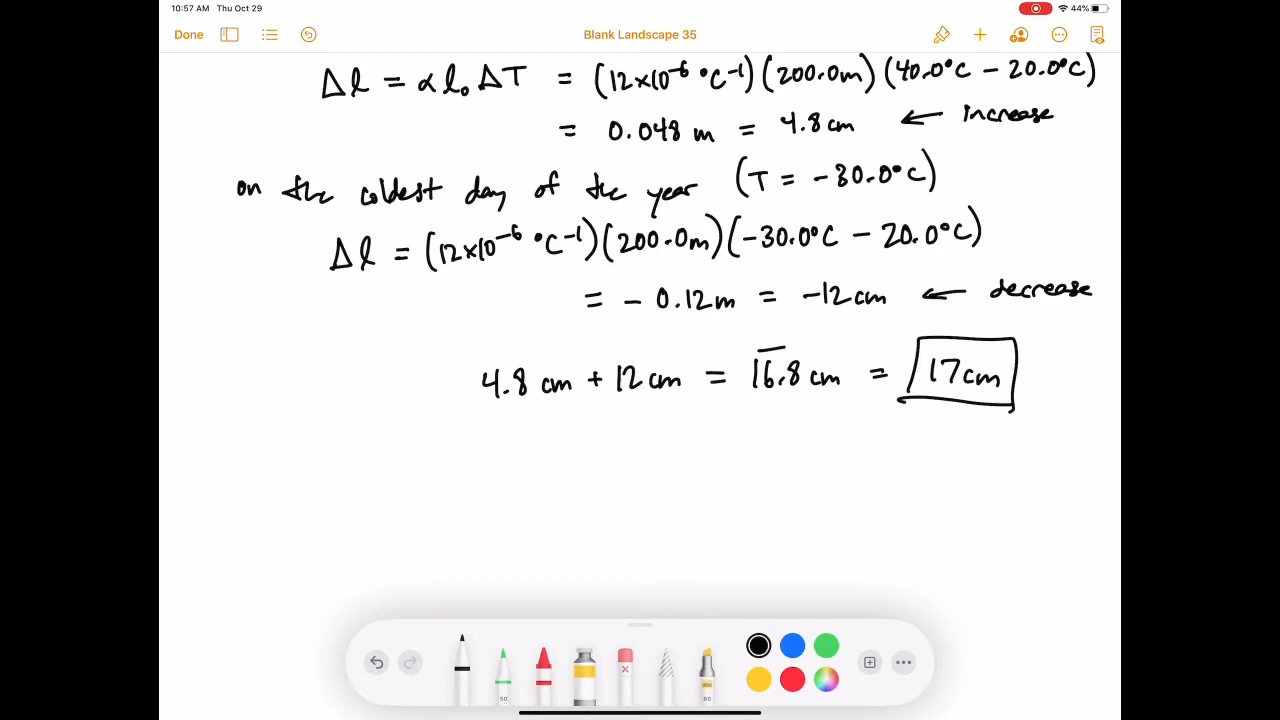 10:57 AM Thu Oct 29 44%
Done Blank Landscape 35
Δl = αl₀ΔT = (12×10⁻⁶ °C⁻¹)(200.0m)(40.0°C − 20.0°C)
= 0.048 m = 4.8 cm ← increase
on the coldest day of the year (T = −30.0°C)
Δl = (12×10⁻⁶ °C⁻¹)(200.0m)(−30.0°C − 20.0°C)
= − 0.12m = −12cm ← decrease
4.8 cm + 12 cm = 16.8 cm = 17cm
50 50 80